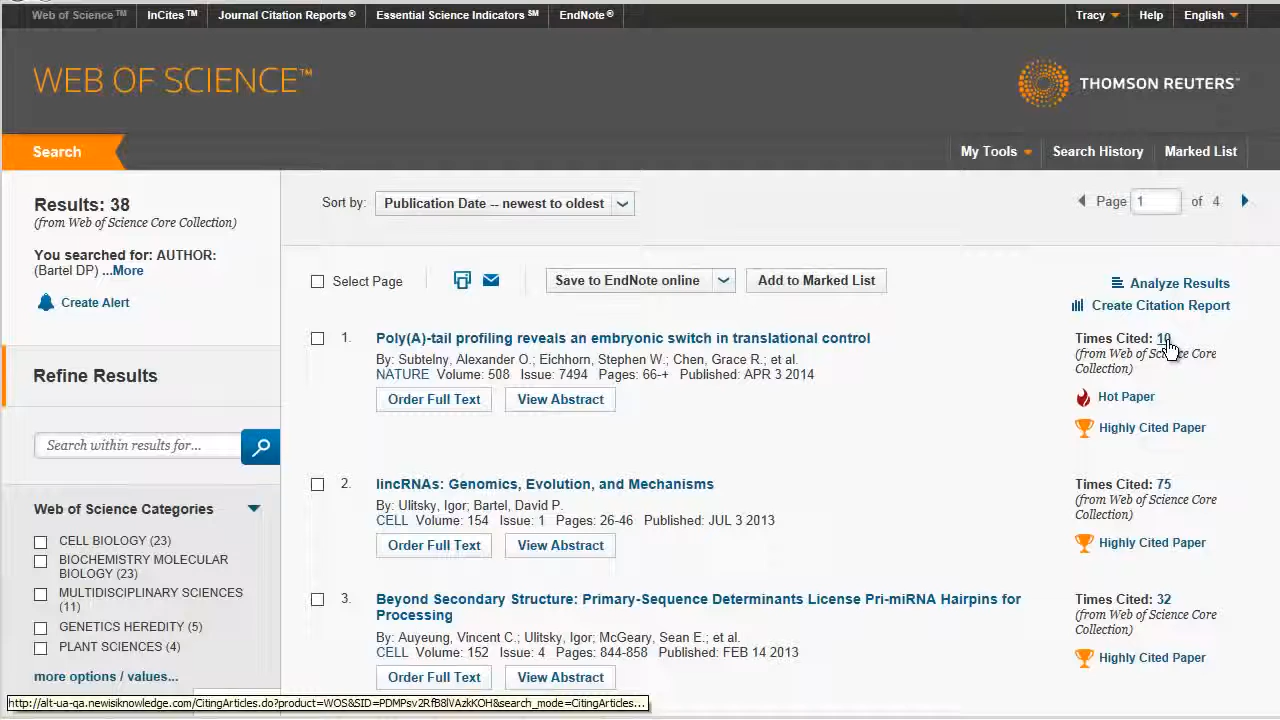 Web of Science™ InCites™ Journal Citation Reports® Essential Science Indicators℠ EndNote® Tracy Help English
WEB OF SCIENCE™ THOMSON REUTERS™
Search My Tools Search History Marked List
Results: 38
(from Web of Science Core Collection)
You searched for: AUTHOR:
(Bartel DP) ...More
Create Alert
Refine Results
Search within results for...
Web of Science Categories
CELL BIOLOGY (23)
BIOCHEMISTRY MOLECULAR
BIOLOGY (23)
MULTIDISCIPLINARY SCIENCES
(11)
GENETICS HEREDITY (5)
PLANT SCIENCES (4)
more options / values...
Sort by: Publication Date -- newest to oldest Page 1 of 4
Select Page Save to EndNote online Add to Marked List
Analyze Results
Create Citation Report
1. Poly(A)-tail profiling reveals an embryonic switch in translational control
By: Subtelny, Alexander O.; Eichhorn, Stephen W.; Chen, Grace R.; et al.
NATURE Volume: 508 Issue: 7494 Pages: 66-+ Published: APR 3 2014
Order Full Text View Abstract
Times Cited:
(from Web of Science Core
Collection)
Hot Paper
Highly Cited Paper
2. lincRNAs: Genomics, Evolution, and Mechanisms
By: Ulitsky, Igor; Bartel, David P.
CELL Volume: 154 Issue: 1 Pages: 26-46 Published: JUL 3 2013
Order Full Text View Abstract
Times Cited: 75
(from Web of Science Core
Collection)
Highly Cited Paper
3. Beyond Secondary Structure: Primary-Sequence Determinants License Pri-miRNA Hairpins for
Processing
By: Auyeung, Vincent C.; Ulitsky, Igor; McGeary, Sean E.; et al.
CELL Volume: 152 Issue: 4 Pages: 844-858 Published: FEB 14 2013
Order Full Text View Abstract
Times Cited: 32
(from Web of Science Core
Collection)
Highly Cited Paper
http://alt-ua-qa.newisiknowledge.com/CitingArticles.do?product=WOS&SID=PDMPsv2RfB8lVAzkKOH&search_mode=CitingArticles...